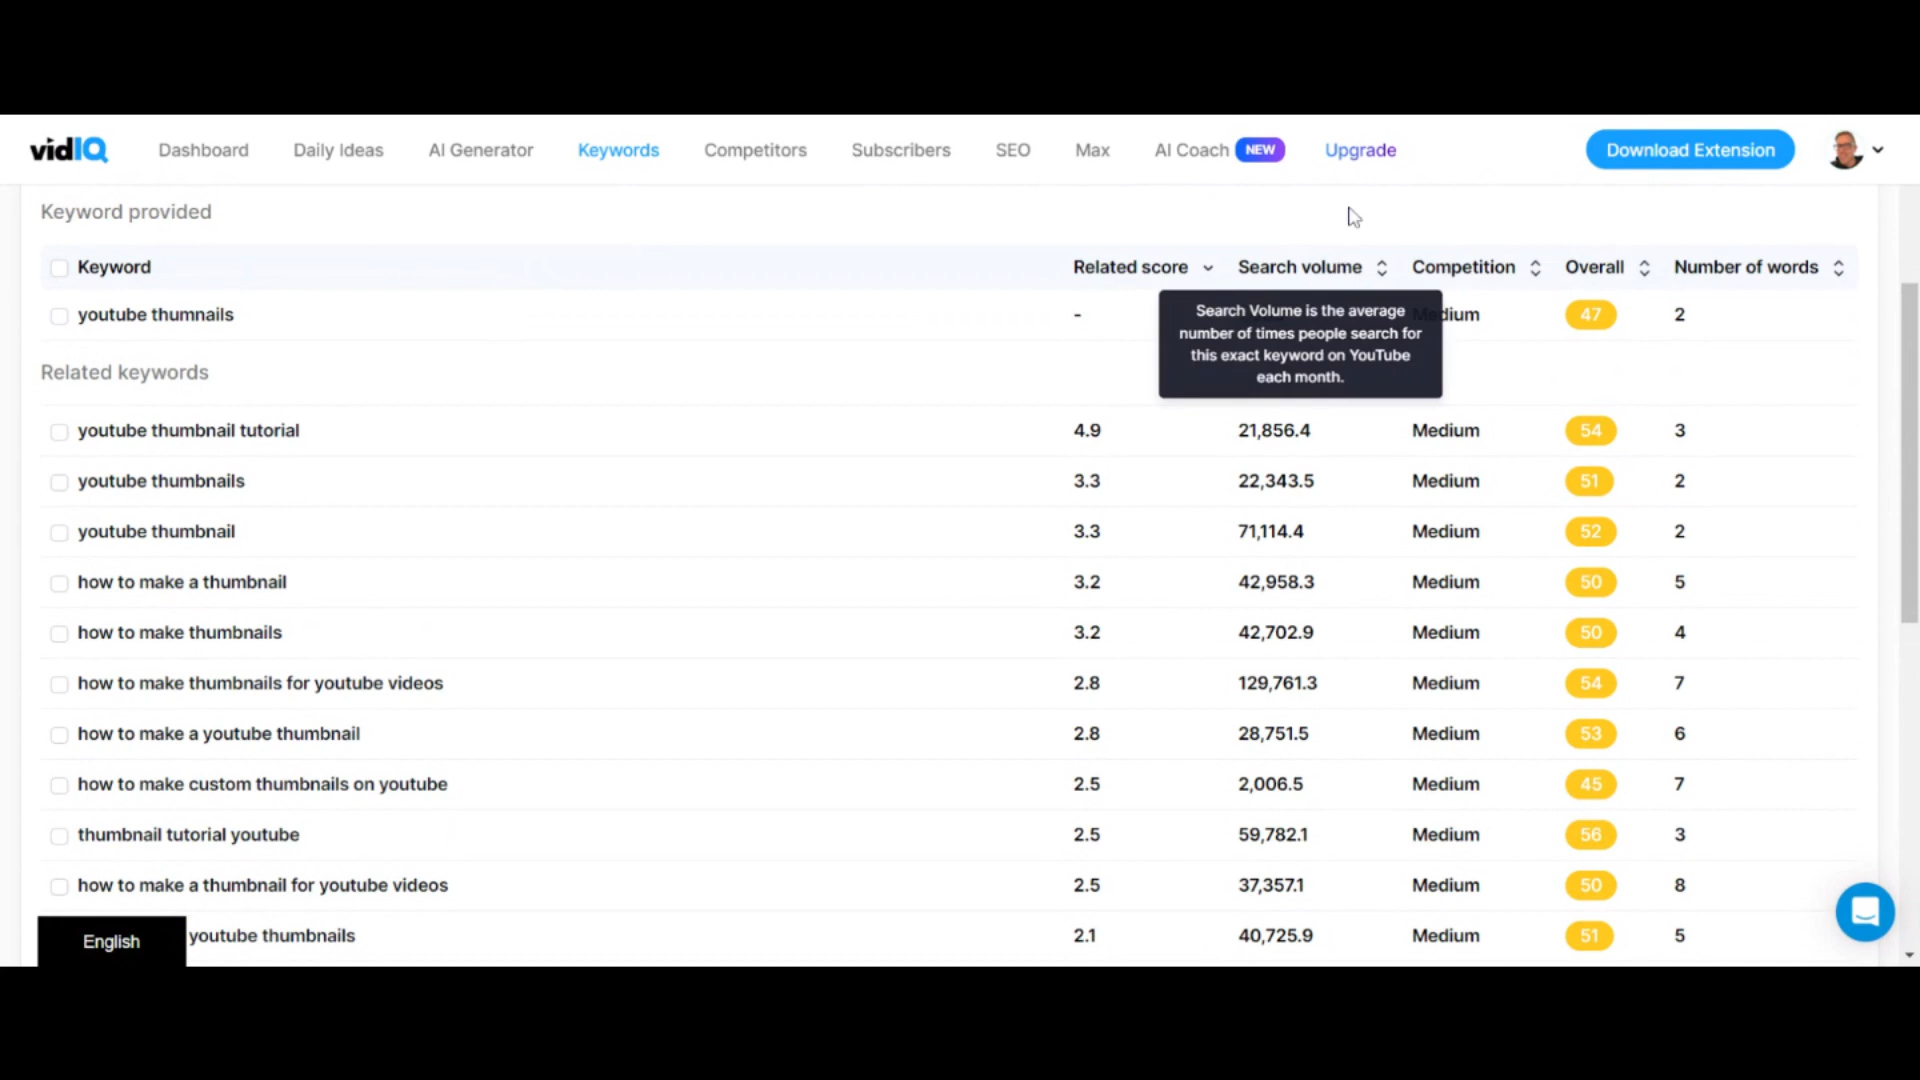 vidIQ Dashboard Daily Ideas AI Generator Keywords Competitors Subscribers SEO Max AI Coach NEW Upgrade Download Extension
Keyword provided
Keyword Related score Search volume Competition Overall Number of words
youtube thumnails - dium 47 2
Search Volume is the average
number of times people search for
this exact keyword on YouTube
each month.
Related keywords
youtube thumbnail tutorial 4.9 21,856.4 Medium 54 3
youtube thumbnails 3.3 22,343.5 Medium 51 2
youtube thumbnail 3.3 71,114.4 Medium 52 2
how to make a thumbnail 3.2 42,958.3 Medium 50 5
how to make thumbnails 3.2 42,702.9 Medium 50 4
how to make thumbnails for youtube videos 2.8 129,761.3 Medium 54 7
how to make a youtube thumbnail 2.8 28,751.5 Medium 53 6
how to make custom thumbnails on youtube 2.5 2,006.5 Medium 45 7
thumbnail tutorial youtube 2.5 59,782.1 Medium 56 3
how to make a thumbnail for youtube videos 2.5 37,357.1 Medium 50 8
English youtube thumbnails 2.1 40,725.9 Medium 51 5